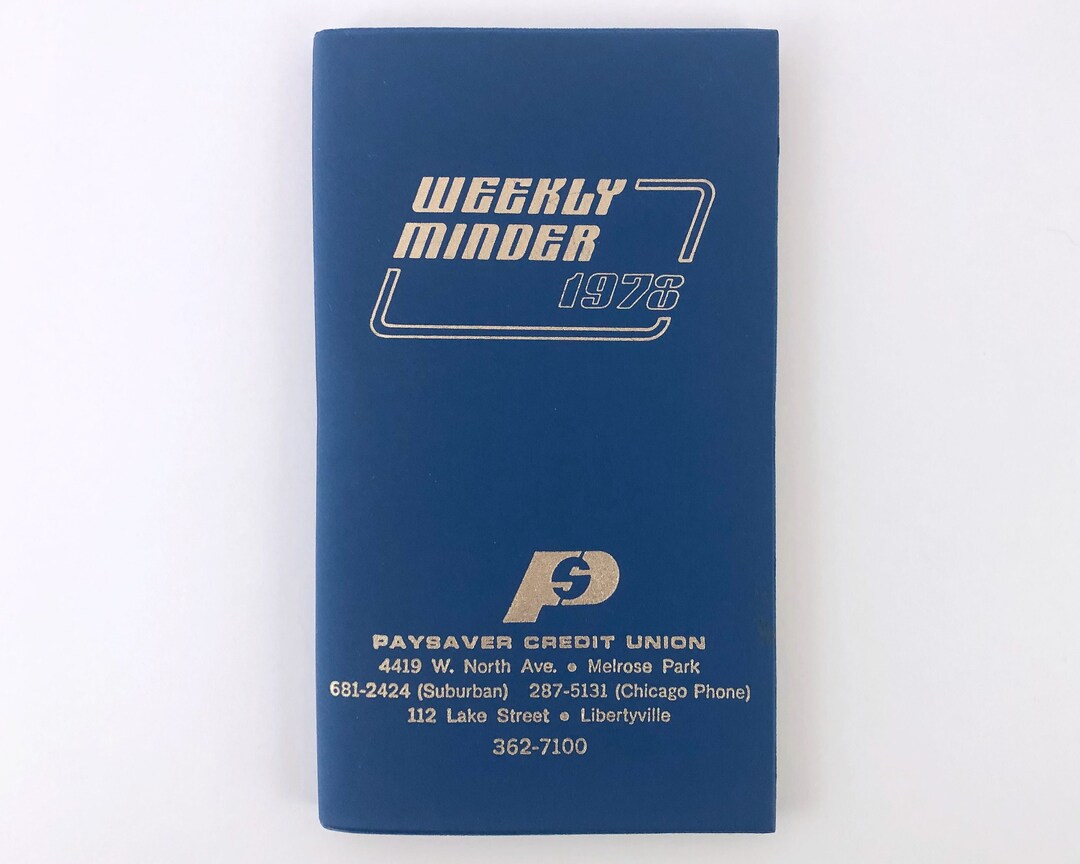 WEEKLY
MINDER
1978
PS
PAYSAVER CREDIT UNION
4419 W. North Ave. • Melrose Park
681-2424 (Suburban) 287-5131 (Chicago Phone)
112 Lake Street • Libertyville
362-7100